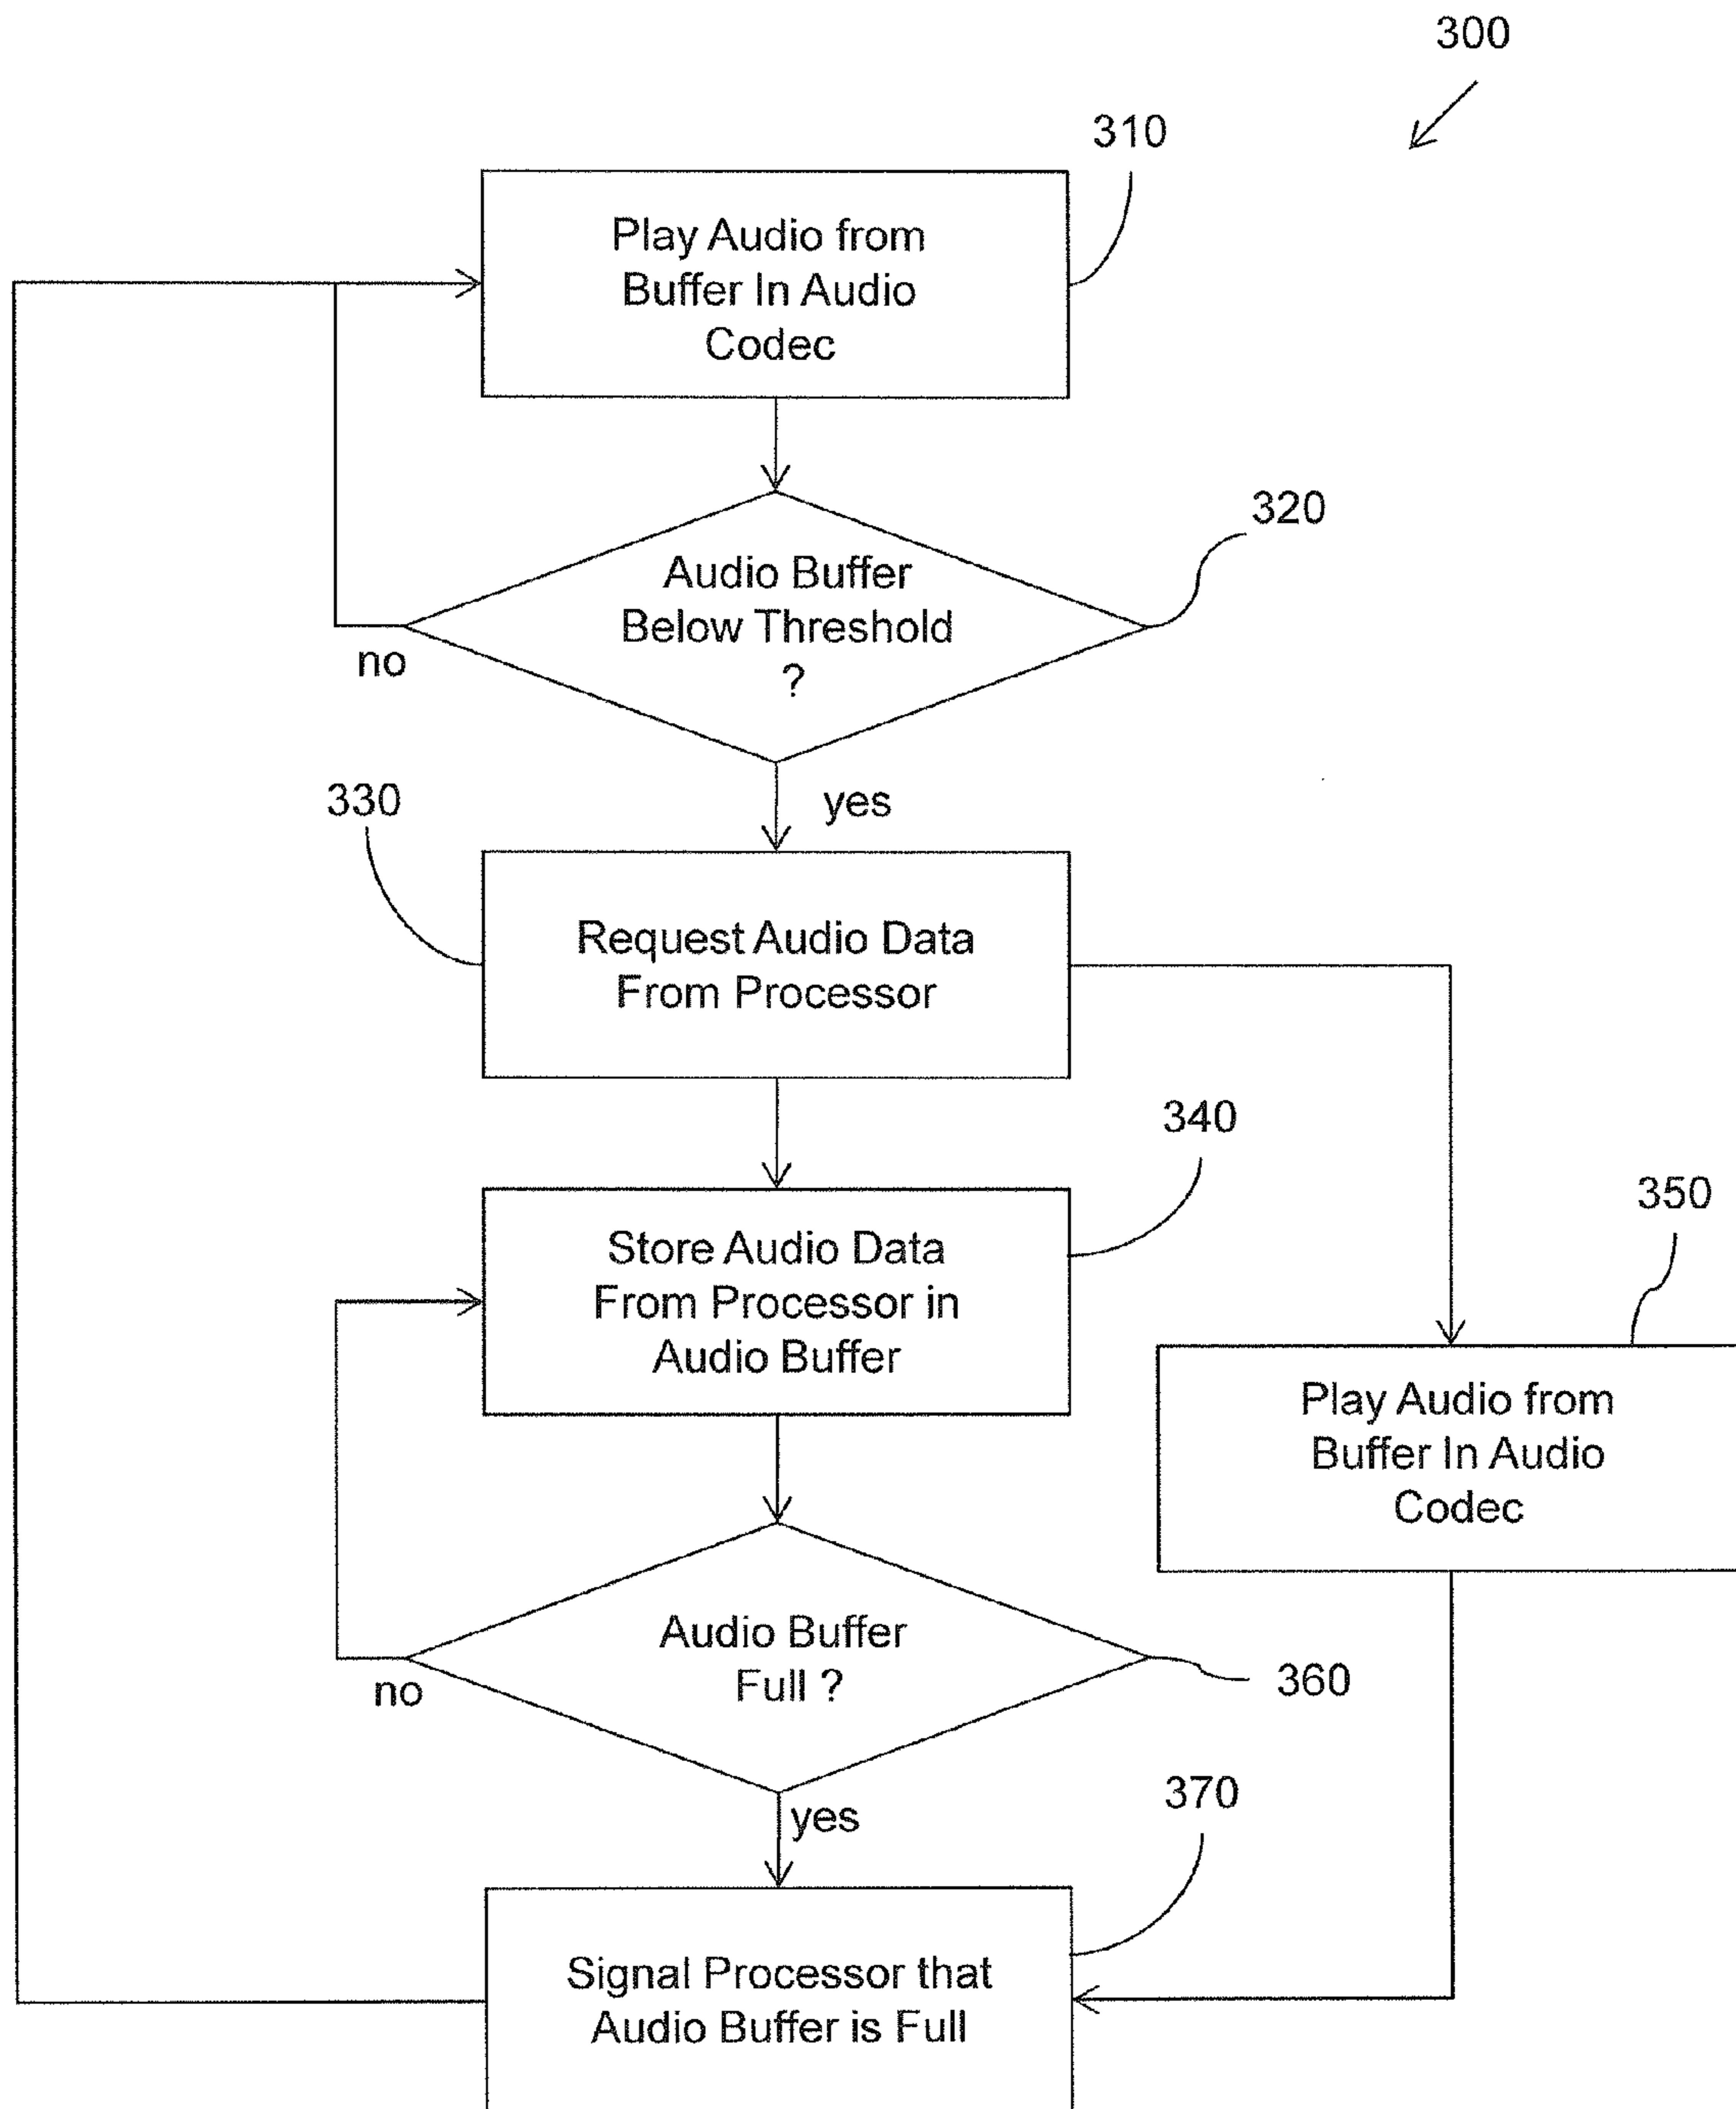 300
310
Play Audio from
Buffer In Audio
Codec
320
Audio Buffer
Below Threshold
?
no
yes
330
Request Audio Data
From Processor
340
Store Audio Data
From Processor in
Audio Buffer
350
Play Audio from
Buffer In Audio
Codec
Audio Buffer
Full ?
360
no
yes
370
Signal Processor that
Audio Buffer is Full